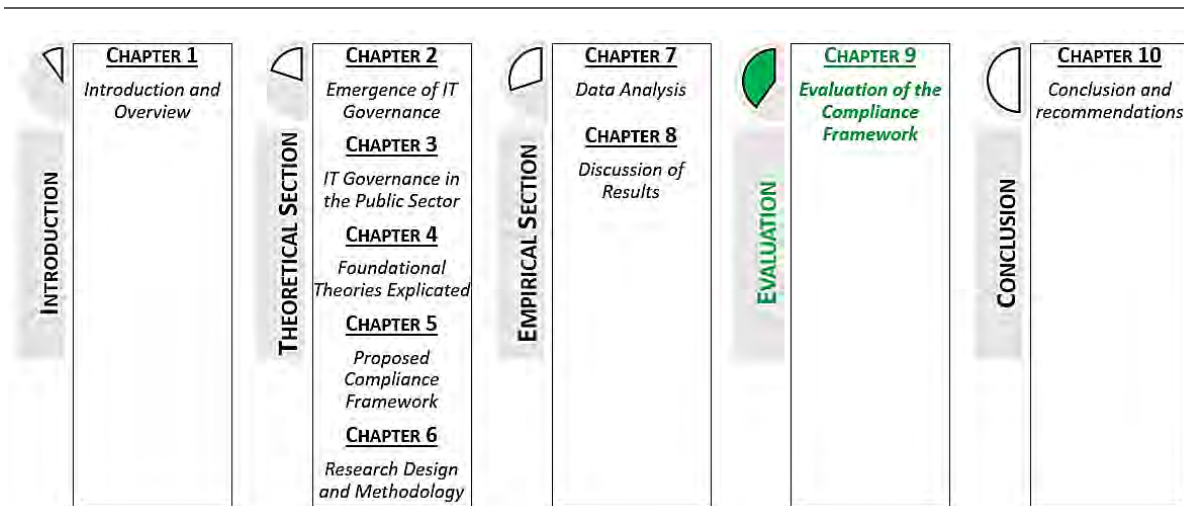 INTRODUCTION
CHAPTER 1
Introduction and
Overview
THEORETICAL SECTION
CHAPTER 2
Emergence of IT
Governance
CHAPTER 3
IT Governance in
the Public Sector
CHAPTER 4
Foundational
Theories Explicated
CHAPTER 5
Proposed
Compliance
Framework
CHAPTER 6
Research Design
and Methodology
EMPIRICAL SECTION
CHAPTER 7
Data Analysis
CHAPTER 8
Discussion of
Results
EVALUATION
CHAPTER 9
Evaluation of the
Compliance
Framework
CONCLUSION
CHAPTER 10
Conclusion and
recommendations